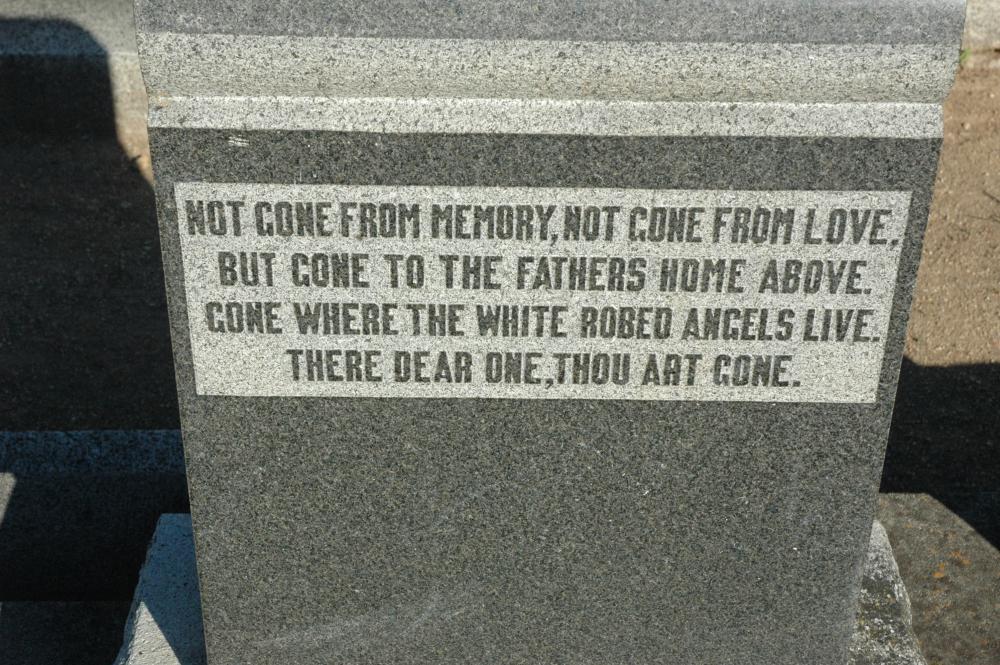 NOT GONE FROM MEMORY, NOT GONE FROM LOVE.
BUT GONE TO THE FATHERS HOME ABOVE.
GONE WHERE THE WHITE ROBED ANGELS LIVE.
THERE DEAR ONE, THOU ART GONE.